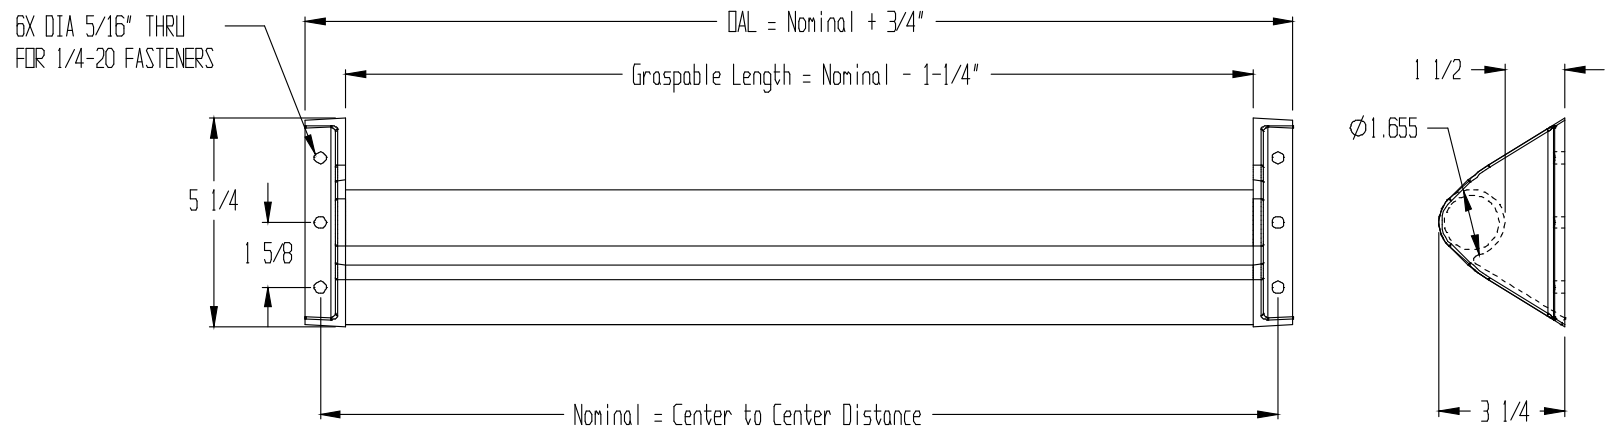 6X DIA 5/16" THRU
FOR 1/4-20 FASTENERS
OAL = Nominal + 3/4"
Graspable Length = Nominal - 1-1/4"
1 1/2
Ø1.655
5 1/4
1 5/8
Nominal = Center to Center Distance
3 1/4